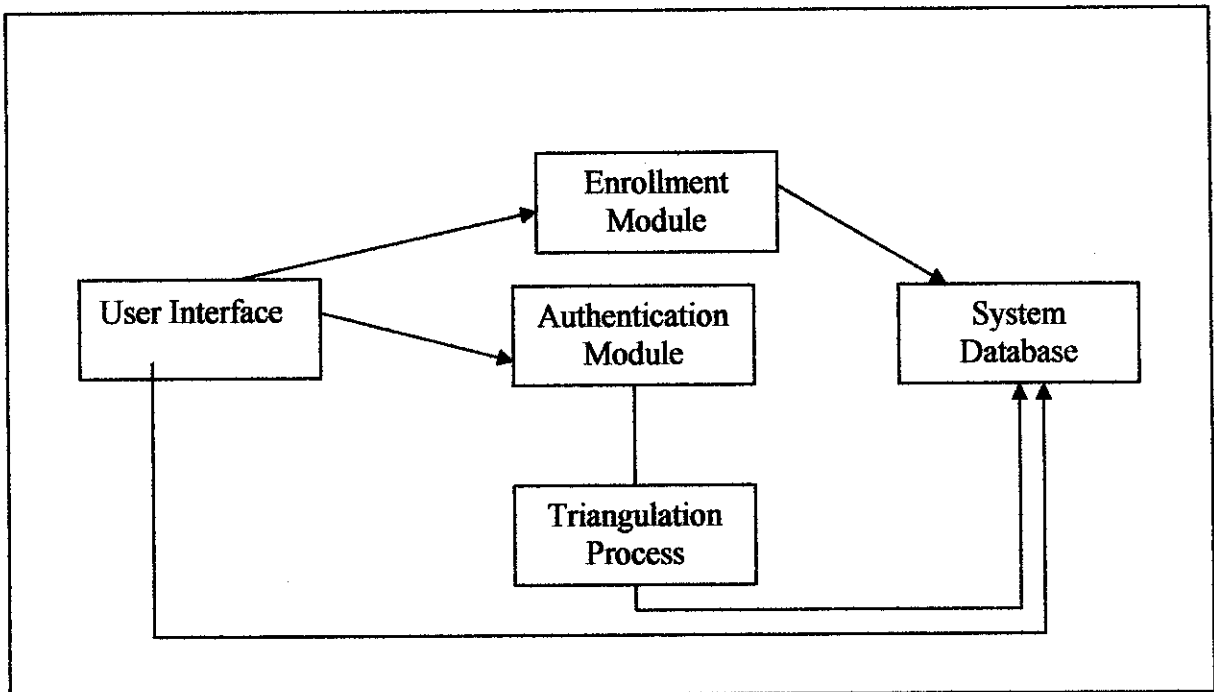 Enrollment
Module
User Interface
Authentication
Module
System
Database
Triangulation
Process